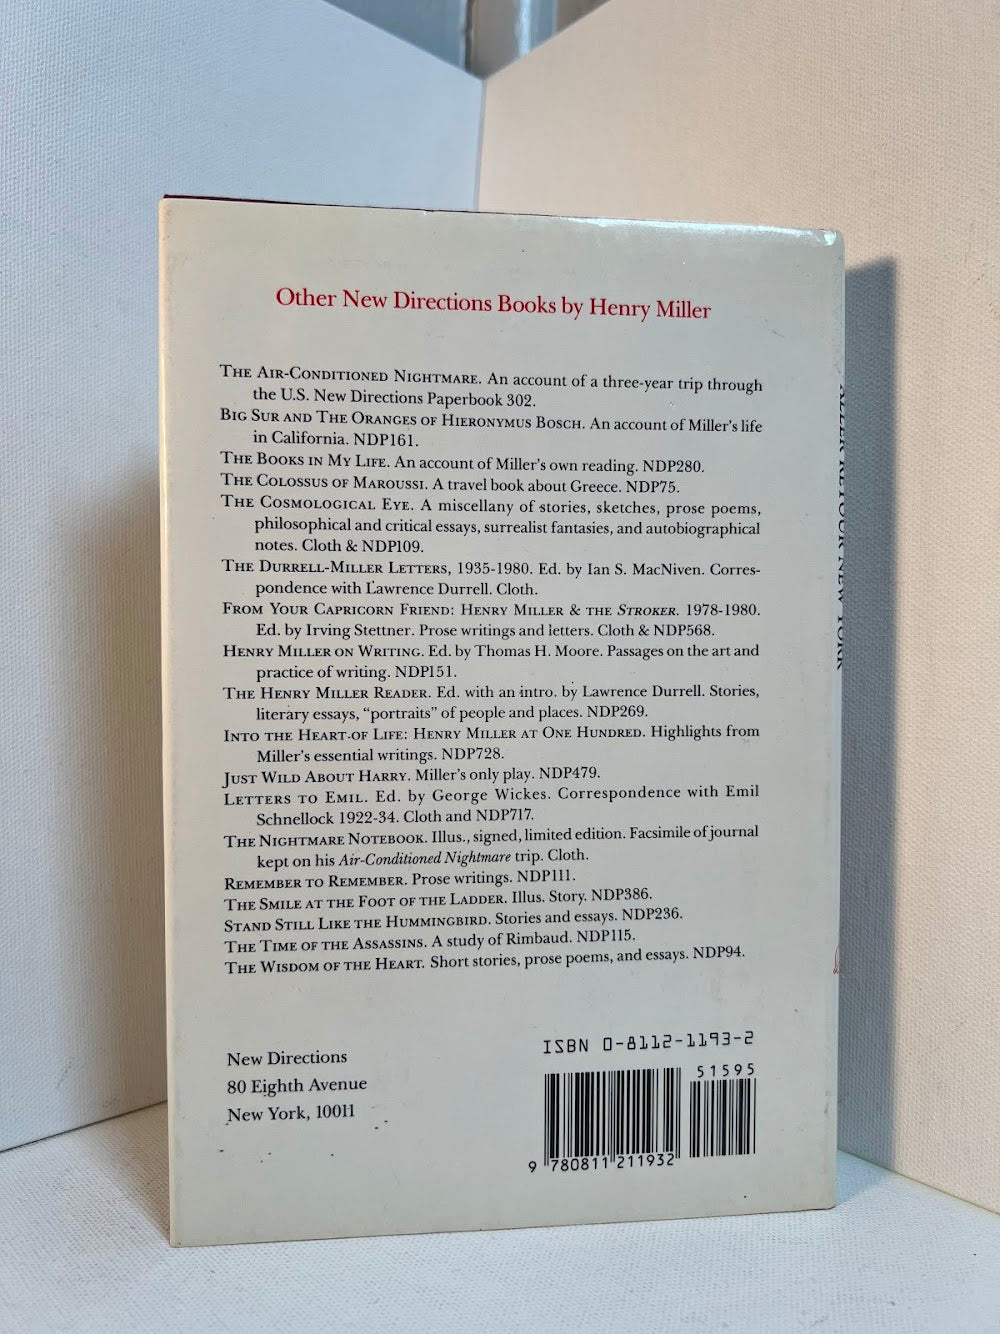 Other New Directions Books by Henry Miller
THE AIR-CONDITIONED NIGHTMARE. An account of a three-year trip through
the U.S. New Directions Paperbook 302.
BIG SUR AND THE ORANGES OF HIERONYMUS BOSCH. An account of Miller's life
in California. NDP161.
THE BOOKS IN MY LIFE. An account of Miller's own reading. NDP280.
THE COLOSSUS OF MAROUSSI. A travel book about Greece. NDP75.
THE COSMOLOGICAL EYE. A miscellany of stories, sketches, prose poems,
philosophical and critical essays, surrealist fantasies, and autobiographical
notes. Cloth & NDP109.
THE DURRELL-MILLER LETTERS, 1935-1980. Ed. by Ian S. MacNiven. Corres-
pondence with Lawrence Durrell. Cloth.
FROM YOUR CAPRICORN FRIEND: HENRY MILLER & THE STROKER. 1978-1980.
Ed. by Irving Stettner. Prose writings and letters. Cloth & NDP568.
HENRY MILLER ON WRITING. Ed. by Thomas H. Moore. Passages on the art and
practice of writing. NDP151.
THE HENRY MILLER READER. Ed. with an intro. by Lawrence Durrell. Stories,
literary essays, "portraits" of people and places. NDP269.
INTO THE HEART OF LIFE: HENRY MILLER AT ONE HUNDRED. Highlights from
Miller's essential writings. NDP728.
JUST WILD ABOUT HARRY. Miller's only play. NDP479.
LETTERS TO EMIL. Ed. by George Wickes. Correspondence with Emil
Schnellock 1922-34. Cloth and NDP717.
THE NIGHTMARE NOTEBOOK. Illus., signed, limited edition. Facsimile of journal
kept on his Air-Conditioned Nightmare trip. Cloth.
REMEMBER TO REMEMBER. Prose writings. NDP111.
THE SMILE AT THE FOOT OF THE LADDER. Illus. Story. NDP386.
STAND STILL LIKE THE HUMMINGBIRD. Stories and essays. NDP236.
THE TIME OF THE ASSASSINS. A study of Rimbaud. NDP115.
THE WISDOM OF THE HEART. Short stories, prose poems, and essays. NDP94.
New Directions
80 Eighth Avenue
New York, 10011
ISBN 0-8112-1193-2
51595
9 780811 211932
NEW YORK